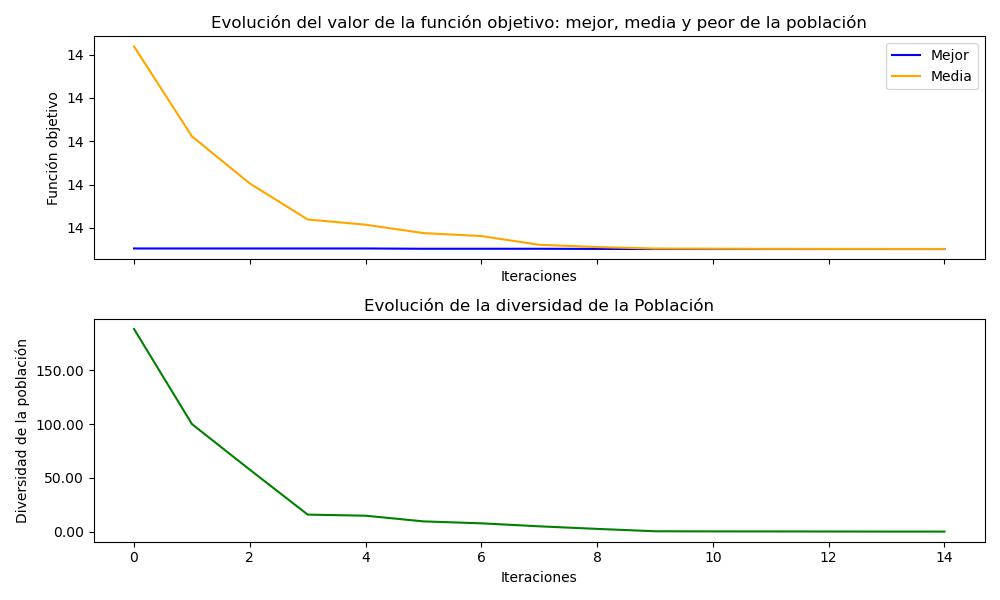 Evolución del valor de la función objetivo: mejor, media y peor de la población
Función objetivo
14
14
14
14
14
Mejor
Media
Iteraciones
Evolución de la diversidad de la Población
Diversidad de la población
150.00
100.00
50.00
0.00
0 2 4 6 8 10 12 14
Iteraciones